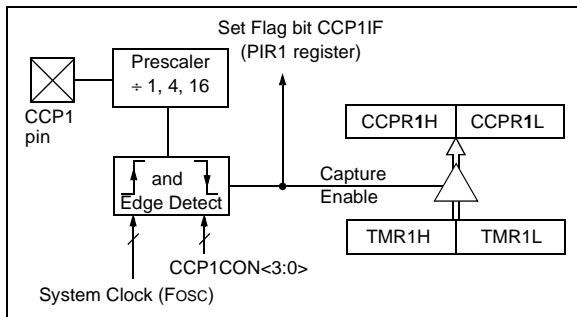 Set Flag bit CCP1IF
(PIR1 register)
Prescaler
÷ 1, 4, 16
CCP1
pin
CCPR1H
CCPR1L
and
Edge Detect
Capture
Enable
TMR1H
TMR1L
CCP1CON<3:0>
System Clock (FOSC)